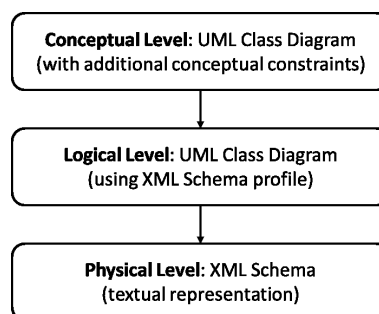 Conceptual Level: UML Class Diagram
(with additional conceptual constraints)
Logical Level: UML Class Diagram
(using XML Schema profile)
Physical Level: XML Schema
(textual representation)